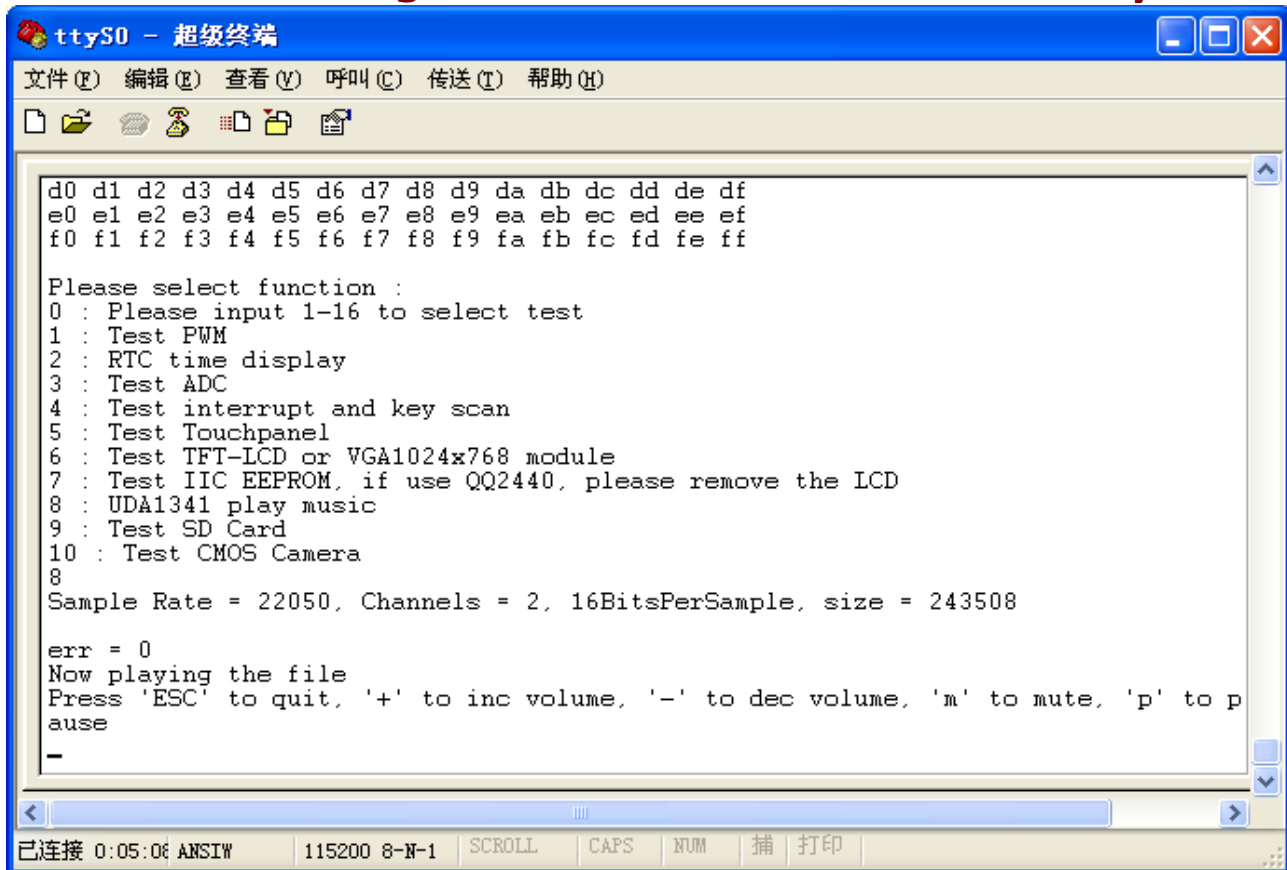 ttyS0 - 超级终端
文件(F) 编辑(E) 查看(V) 呼叫(C) 传送(T) 帮助(H)
d0 d1 d2 d3 d4 d5 d6 d7 d8 d9 da db dc dd de df
e0 e1 e2 e3 e4 e5 e6 e7 e8 e9 ea eb ec ed ee ef
f0 f1 f2 f3 f4 f5 f6 f7 f8 f9 fa fb fc fd fe ff
Please select function :
0 : Please input 1-16 to select test
1 : Test PWM
2 : RTC time display
3 : Test ADC
4 : Test interrupt and key scan
5 : Test Touchpanel
6 : Test TFT-LCD or VGA1024x768 module
7 : Test IIC EEPROM, if use QQ2440, please remove the LCD
8 : UDA1341 play music
9 : Test SD Card
10 : Test CMOS Camera
8
Sample Rate = 22050, Channels = 2, 16BitsPerSample, size = 243508
err = 0
Now playing the file
Press 'ESC' to quit, '+' to inc volume, '-' to dec volume, 'm' to mute, 'p' to p
ause
已连接 0:05:08 ANSIW 115200 8-N-1 SCROLL CAPS NUM 捕 打印